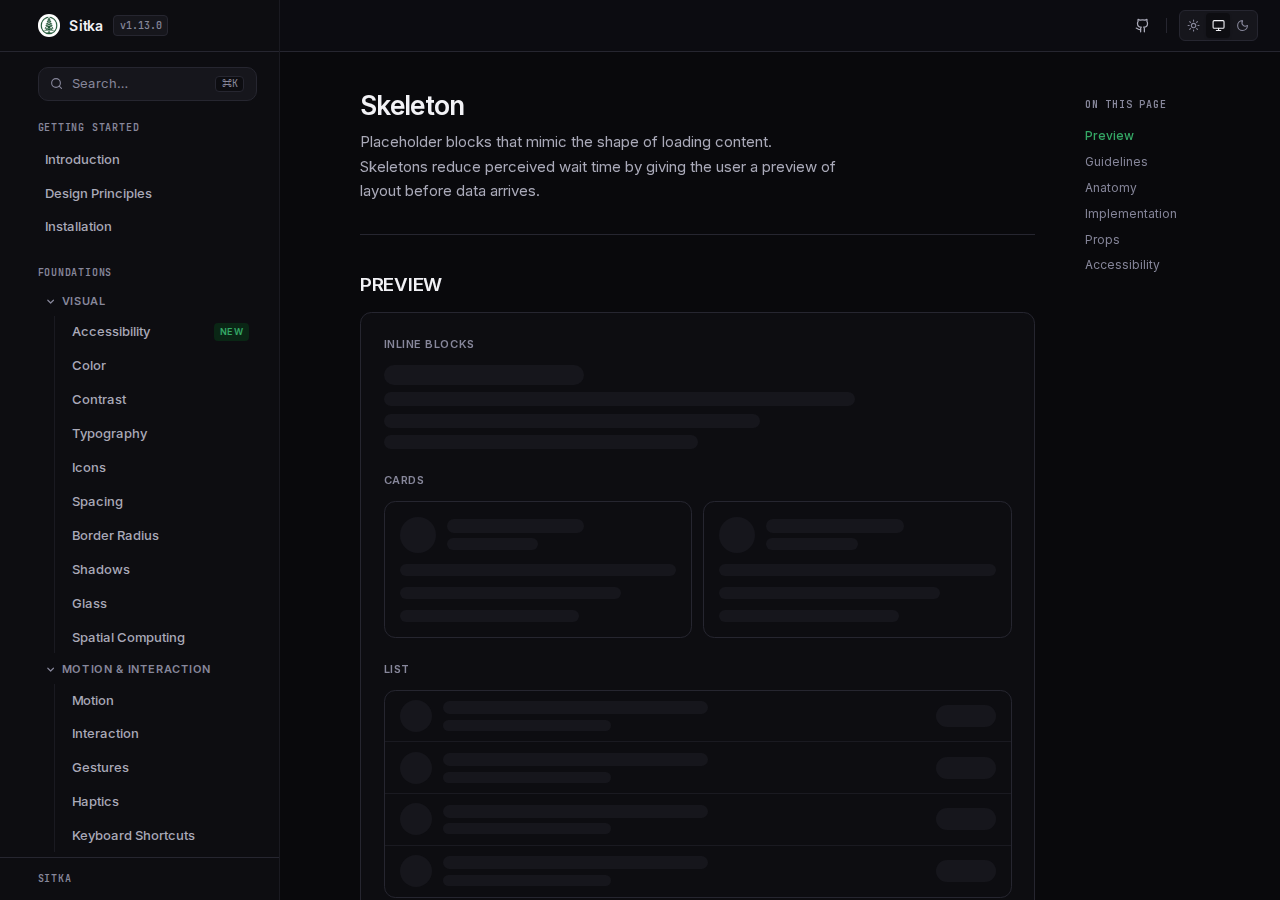 Sitka v1.13.0
Search... ⌘K
GETTING STARTED
Introduction
Design Principles
Installation
FOUNDATIONS
VISUAL
Accessibility NEW
Color
Contrast
Typography
Icons
Spacing
Border Radius
Shadows
Glass
Spatial Computing
MOTION & INTERACTION
Motion
Interaction
Gestures
Haptics
Keyboard Shortcuts
SITKA
Skeleton
Placeholder blocks that mimic the shape of loading content.
Skeletons reduce perceived wait time by giving the user a preview of
layout before data arrives.
PREVIEW
INLINE BLOCKS
CARDS
LIST
ON THIS PAGE
Preview
Guidelines
Anatomy
Implementation
Props
Accessibility